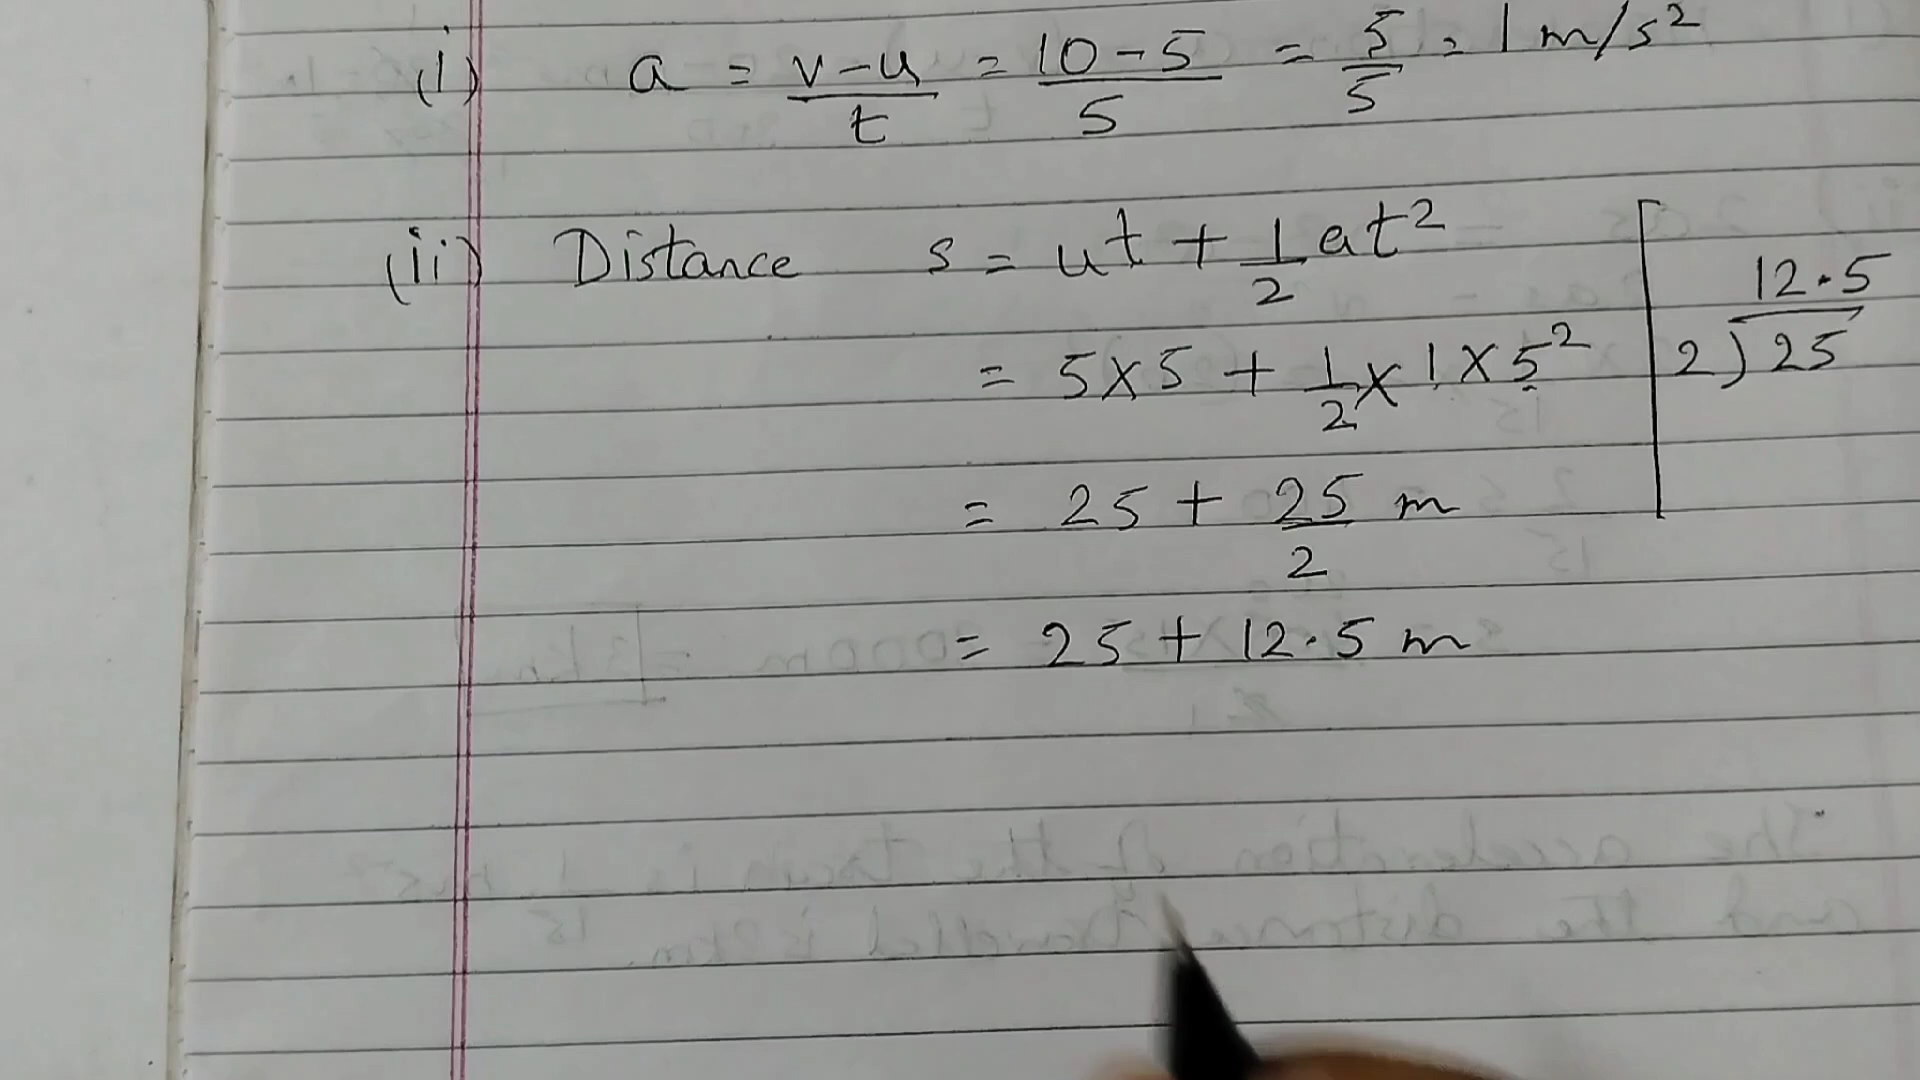 (i) a = v-u/t = 10-5/5 = 5/5 = 1 m/s²
(ii) Distance s = ut + 1/2 at²
= 5×5 + 1/2 × 1 × 5²
12.5
2)25
= 25 + 25/2 m
= 25 + 12.5 m